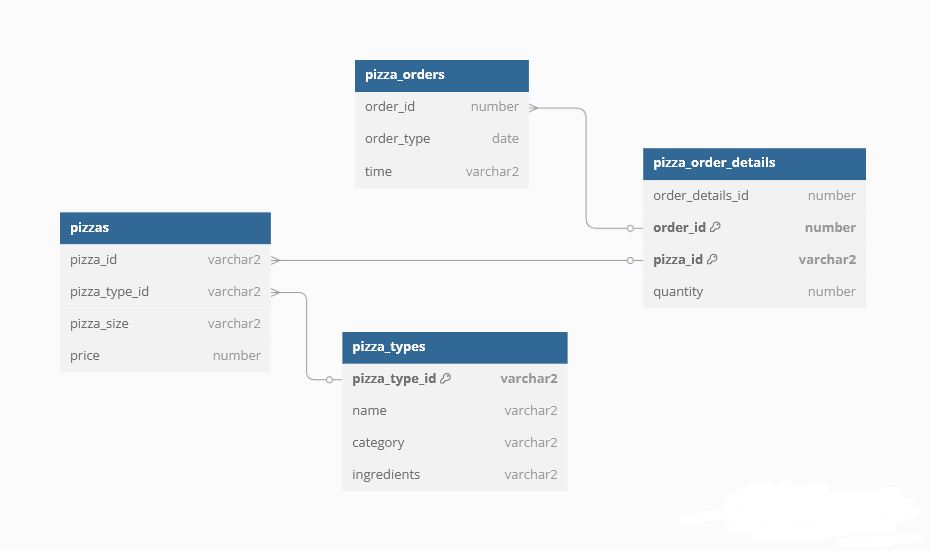 pizza_orders
order_id number
order_type date
time varchar2
pizza_order_details
order_details_id number
order_id number
pizza_id varchar2
quantity number
pizzas
pizza_id varchar2
pizza_type_id varchar2
pizza_size varchar2
price number
pizza_types
pizza_type_id varchar2
name varchar2
category varchar2
ingredients varchar2